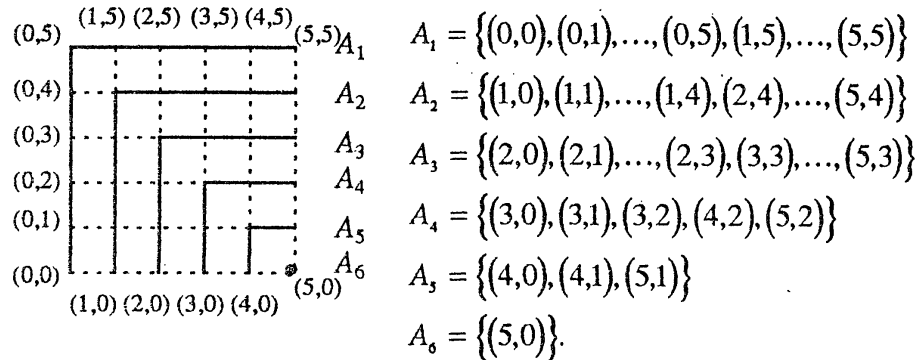 (1,5) (2,5) (3,5) (4,5)
(0,5) (5,5) A₁ A₁ = {(0,0),(0,1),…,(0,5),(1,5),…,(5,5)}
(0,4) A₂ A₂ = {(1,0),(1,1),…,(1,4),(2,4),…,(5,4)}
(0,3) A₃ A₃ = {(2,0),(2,1),…,(2,3),(3,3),…,(5,3)}
(0,2) A₄ A₄ = {(3,0),(3,1),(3,2),(4,2),(5,2)}
(0,1) A₅ A₅ = {(4,0),(4,1),(5,1)}
(0,0) A₆
(5,0)
(1,0) (2,0) (3,0) (4,0)
A₆ = {(5,0)}.